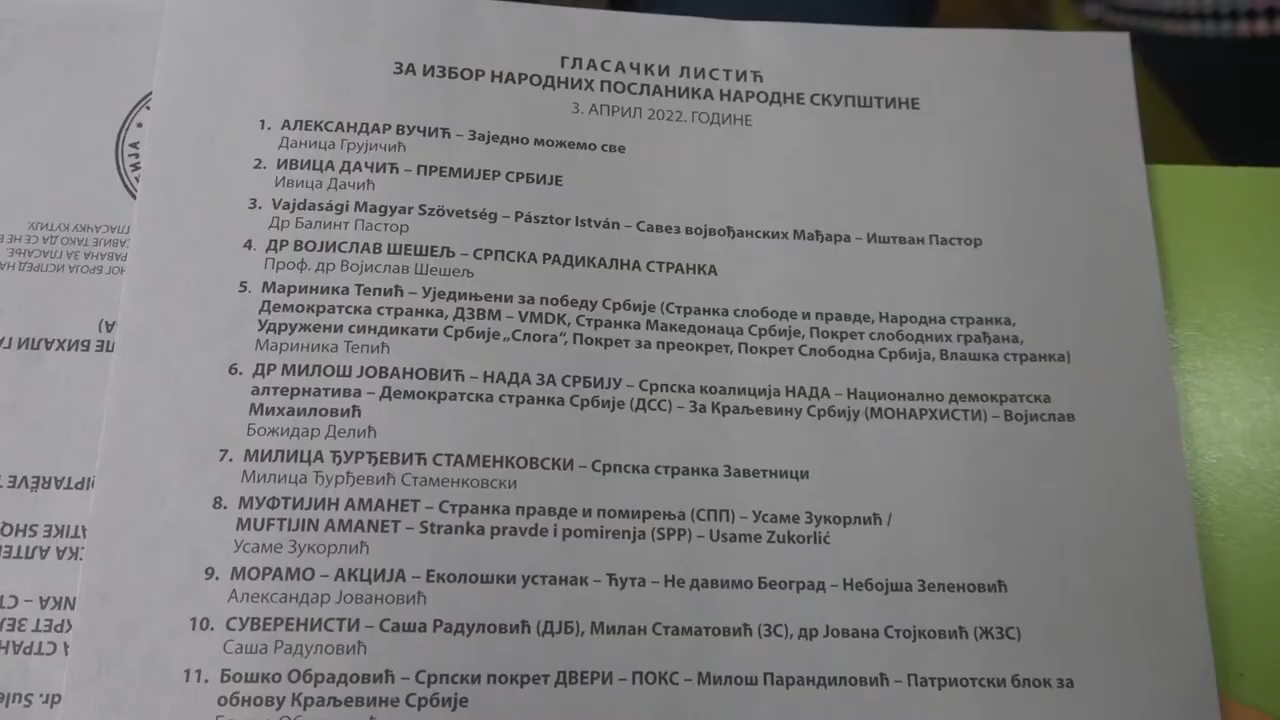 ГЛАСАЧКИ ЛИСТИЋ
ЗА ИЗБОР НАРОДНИХ ПОСЛАНИКА НАРОДНЕ СКУПШТИНЕ
3. АПРИЛ 2022. ГОДИНЕ
1. АЛЕКСАНДАР ВУЧИЋ – Заједно можемо све
Даница Грујичић
2. ИВИЦА ДАЧИЋ – ПРЕМИЈЕР СРБИЈЕ
Ивица Дачић
3. Vajdasági Magyar Szövetség – Pásztor István – Савез војвођанских Мађара – Иштван Пастор
Др Балинт Пастор
4. ДР ВОЈИСЛАВ ШЕШЕЉ – СРПСКА РАДИКАЛНА СТРАНКА
Проф. др Војислав Шешељ
5. Мариника Тепић – Уједињени за победу Србије (Странка слободе и правде, Народна странка,
Демократска странка, ДЗВМ – VMDK, Странка Македонаца Србије, Покрет слободних грађана,
Удружени синдикати Србије „Слога“, Покрет за преокрет, Покрет Слободна Србија, Влашка странка)
Мариника Тепић
6. ДР МИЛОШ ЈОВАНОВИЋ – НАДА ЗА СРБИЈУ – Српска коалиција НАДА – Национално демократска
алтернатива – Демократска странка Србије (ДСС) – За Краљевину Србију (МОНАРХИСТИ) – Војислав
Михаиловић
Божидар Делић
7. МИЛИЦА ЂУРЂЕВИЋ СТАМЕНКОВСКИ – Српска странка Заветници
Милица Ђурђевић Стаменковски
8. МУФТИЈИН АМАНЕТ – Странка правде и помирења (СПП) – Усаме Зукорлић /
MUFTIJIN AMANET – Stranka pravde i pomirenja (SPP) – Usame Zukorlić
Усаме Зукорлић
9. МОРАМО – АКЦИЈА – Еколошки устанак – Ћута – Не давимо Београд – Небојша Зеленовић
Александар Јовановић
10. СУВЕРЕНИСТИ – Саша Радуловић (ДЈБ), Милан Стаматовић (ЗС), др Јована Стојковић (ЖЗС)
Саша Радуловић
11. Бошко Обрадовић – Српски покрет ДВЕРИ – ПОКС – Милош Парандиловић – Патриотски блок за
обнову Краљевине Србије